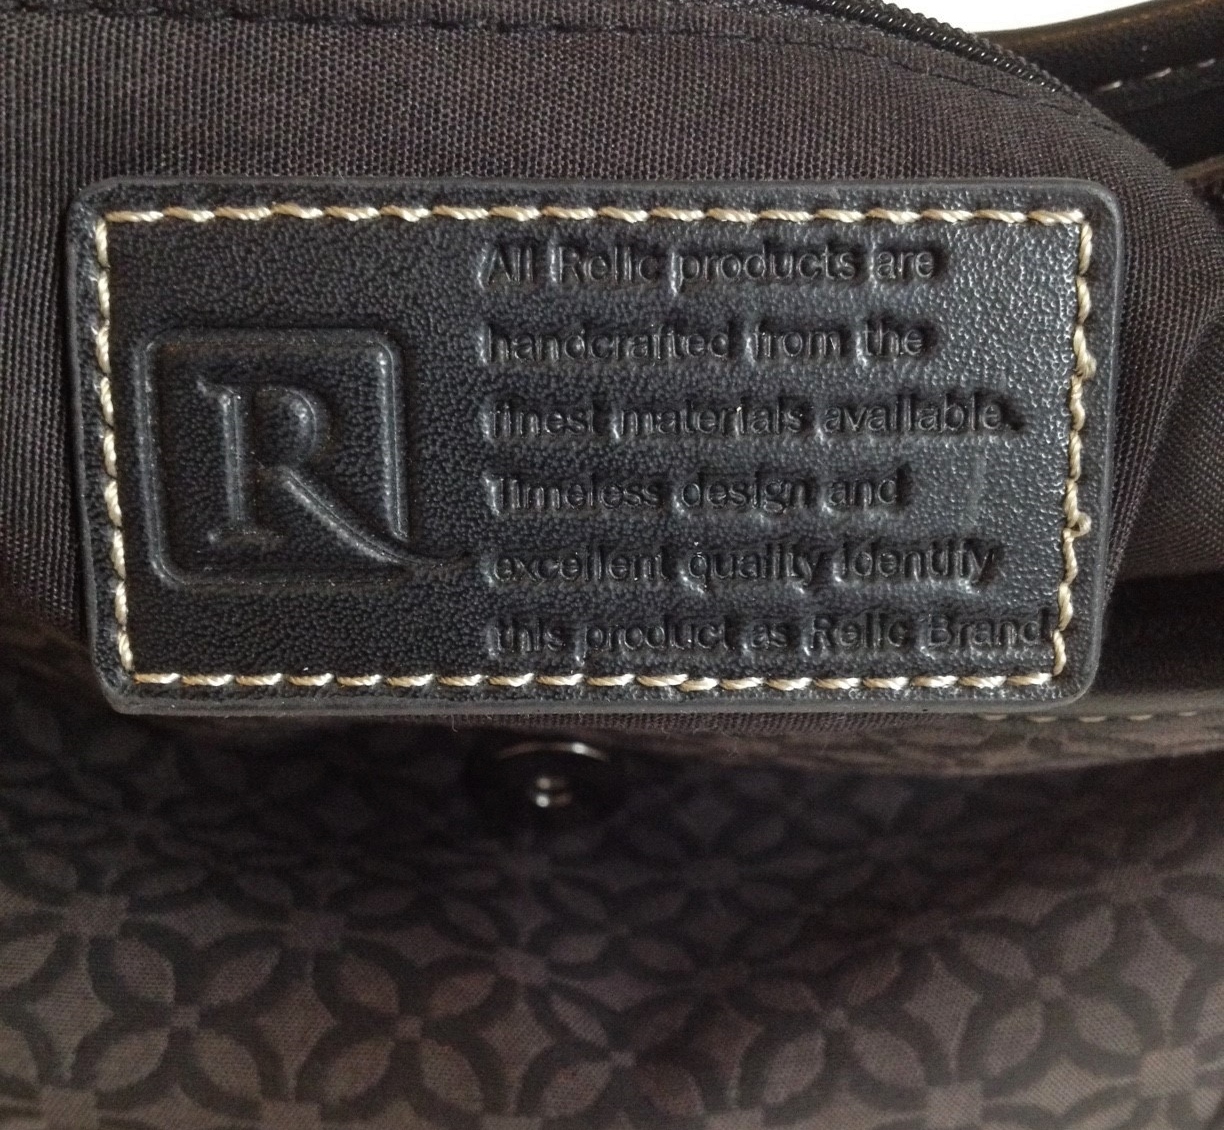 R
All Relic products are
handcrafted from the
finest materials available.
Timeless design and
excellent quality identify
this product as Relic Brand